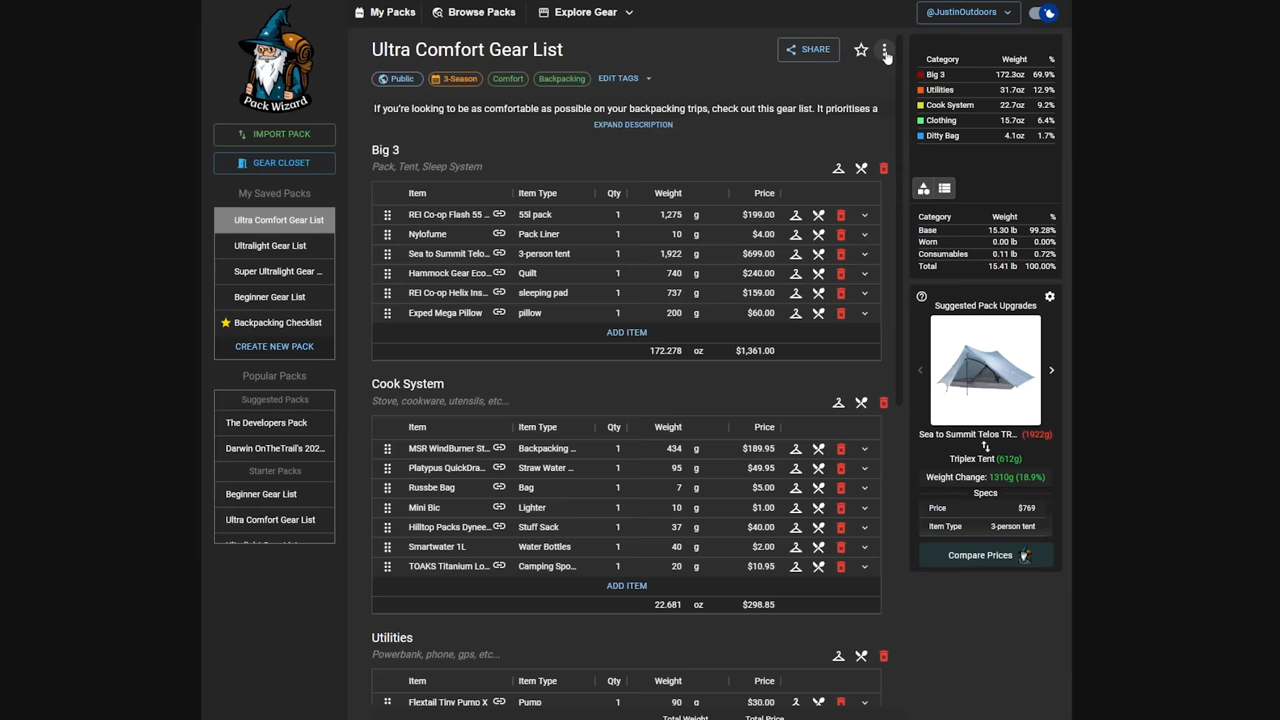 My Packs Browse Packs Explore Gear @JustinOutdoors
Pack Wizard
IMPORT PACK
GEAR CLOSET
My Saved Packs
Ultra Comfort Gear List
Ultralight Gear List
Super Ultralight Gear ...
Beginner Gear List
Backpacking Checklist
CREATE NEW PACK
Popular Packs
Suggested Packs
The Developers Pack
Darwin OnTheTrail's 202...
Starter Packs
Beginner Gear List
Ultra Comfort Gear List
Ultra Comfort Gear List SHARE
Public 3-Season Comfort Backpacking EDIT TAGS
If you're looking to be as comfortable as possible on your backpacking trips, check out this gear list. It prioritises a
EXPAND DESCRIPTION
Big 3
Pack, Tent, Sleep System
Item Item Type Qty Weight Price
REI Co-op Flash 55 ... 55l pack 1 1,275 g $199.00
Nylofume Pack Liner 1 10 g $4.00
Sea to Summit Telo... 3-person tent 1 1,922 g $699.00
Hammock Gear Eco... Quilt 1 740 g $240.00
REI Co-op Helix Ins... sleeping pad 1 737 g $159.00
Exped Mega Pillow pillow 1 200 g $60.00
ADD ITEM
172.278 oz $1,361.00
Cook System
Stove, cookware, utensils, etc...
Item Item Type Qty Weight Price
MSR WindBurner St... Backpacking ... 1 434 g $189.95
Platypus QuickDra... Straw Water ... 1 95 g $49.95
Russbe Bag Bag 1 7 g $5.00
Mini Bic Lighter 1 10 g $1.00
Hilltop Packs Dynee... Stuff Sack 1 37 g $40.00
Smartwater 1L Water Bottles 1 40 g $2.00
TOAKS Titanium Lo... Camping Spo... 1 20 g $10.95
ADD ITEM
22.681 oz $298.85
Utilities
Powerbank, phone, gps, etc...
Item Item Type Qty Weight Price
Flextail Tiny Pump X Pump 1 90 g $30.00
Total Weight Total Price
Category Weight %
Big 3 172.3oz 69.9%
Utilities 31.7oz 12.9%
Cook System 22.7oz 9.2%
Clothing 15.7oz 6.4%
Ditty Bag 4.1oz 1.7%
Category Weight %
Base 15.30 lb 99.28%
Worn 0.00 lb 0.00%
Consumables 0.11 lb 0.72%
Total 15.41 lb 100.00%
Suggested Pack Upgrades
Sea to Summit Telos TR... (1922g)
Triplex Tent (612g)
Weight Change: 1310g (18.9%)
Specs
Price $769
Item Type 3-person tent
Compare Prices